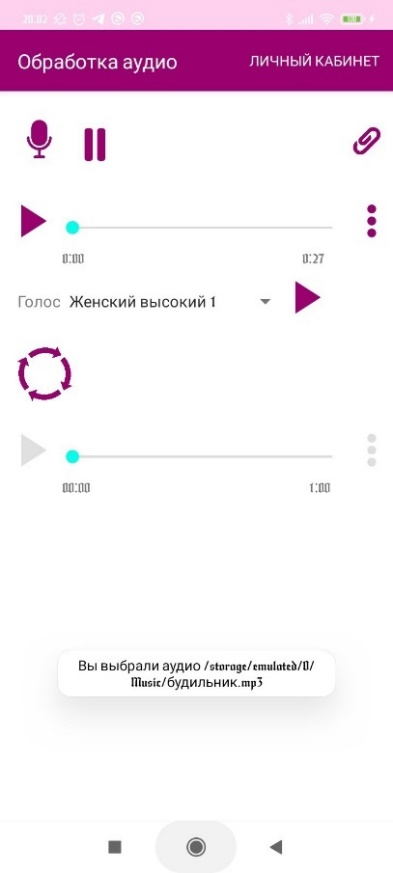 20:02
Обработка аудио ЛИЧНЫЙ КАБИНЕТ
0:00 0:27
Голос Женский высокий 1
00:00 1:00
Вы выбрали аудио /storage/emulated/0/
Music/будильник.mp3